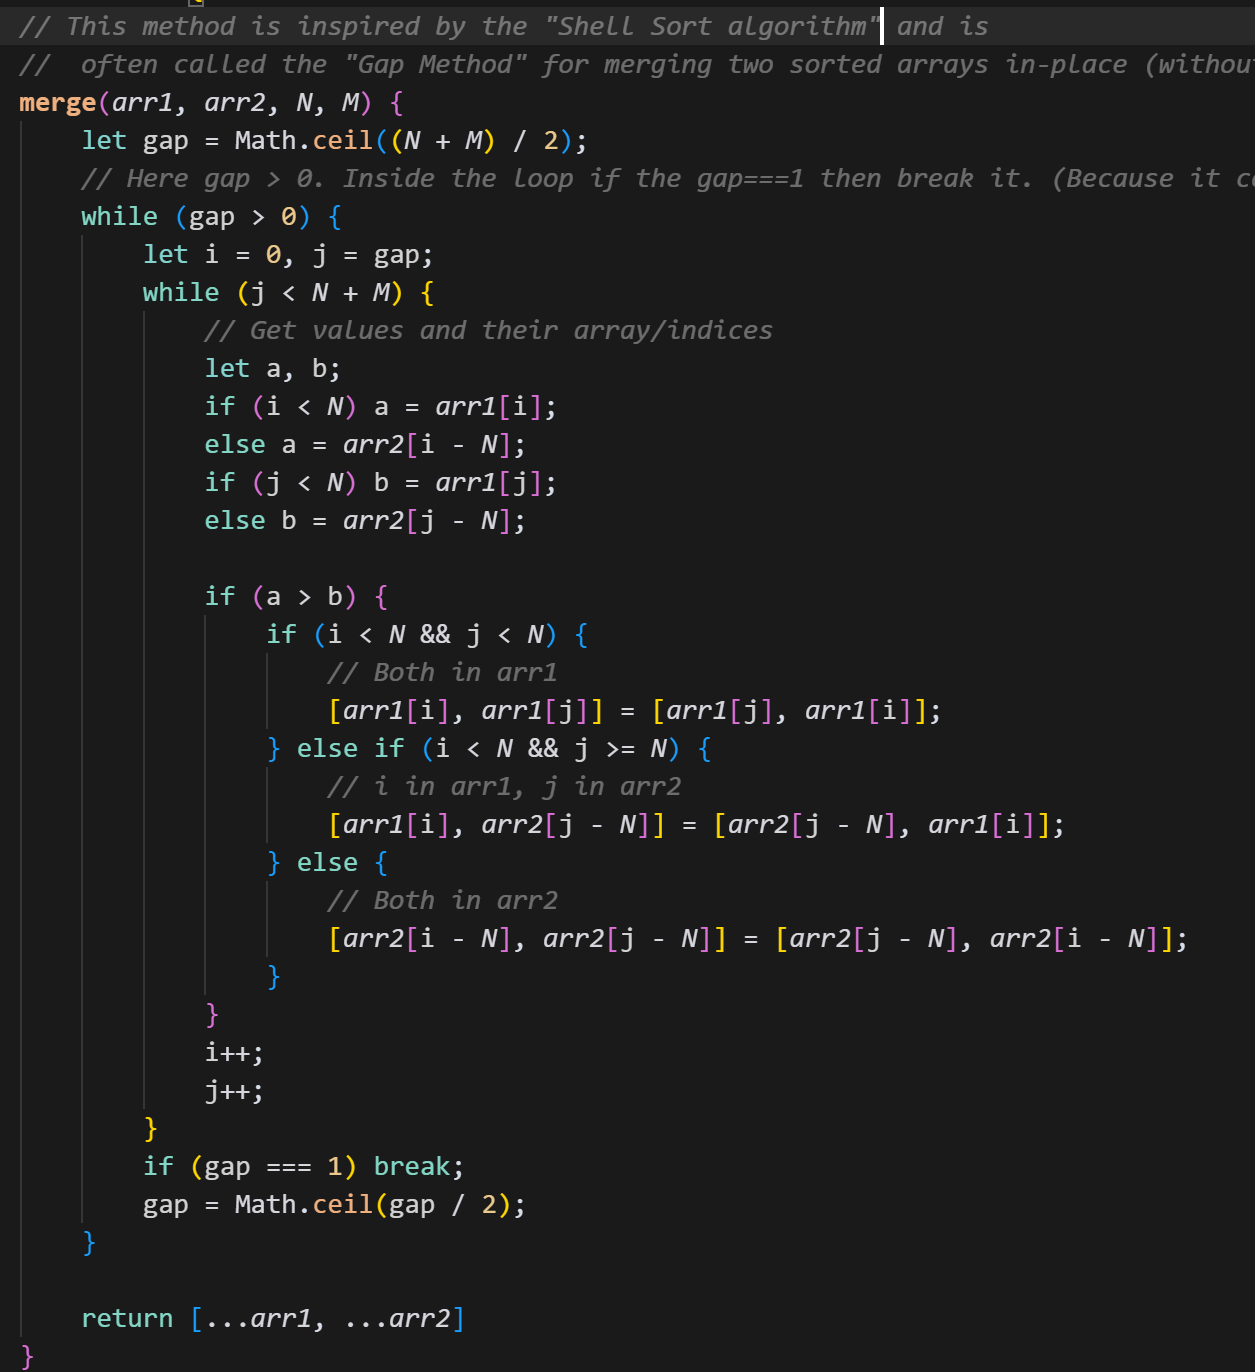 // This method is inspired by the "Shell Sort algorithm" and is
//  often called the "Gap Method" for merging two sorted arrays in-place (without
merge(arr1, arr2, N, M) {
    let gap = Math.ceil((N + M) / 2);
    // Here gap > 0. Inside the loop if the gap===1 then break it. (Because it
    while (gap > 0) {
        let i = 0, j = gap;
        while (j < N + M) {
            // Get values and their array/indices
            let a, b;
            if (i < N) a = arr1[i];
            else a = arr2[i - N];
            if (j < N) b = arr1[j];
            else b = arr2[j - N];
            if (a > b) {
                if (i < N && j < N) {
                    // Both in arr1
                    [arr1[i], arr1[j]] = [arr1[j], arr1[i]];
                } else if (i < N && j >= N) {
                    // i in arr1, j in arr2
                    [arr1[i], arr2[j - N]] = [arr2[j - N], arr1[i]];
                } else {
                    // Both in arr2
                    [arr2[i - N], arr2[j - N]] = [arr2[j - N], arr2[i - N]];
                }
            }
            i++;
            j++;
        }
        if (gap === 1) break;
        gap = Math.ceil(gap / 2);
    }
    return [...arr1, ...arr2]
}